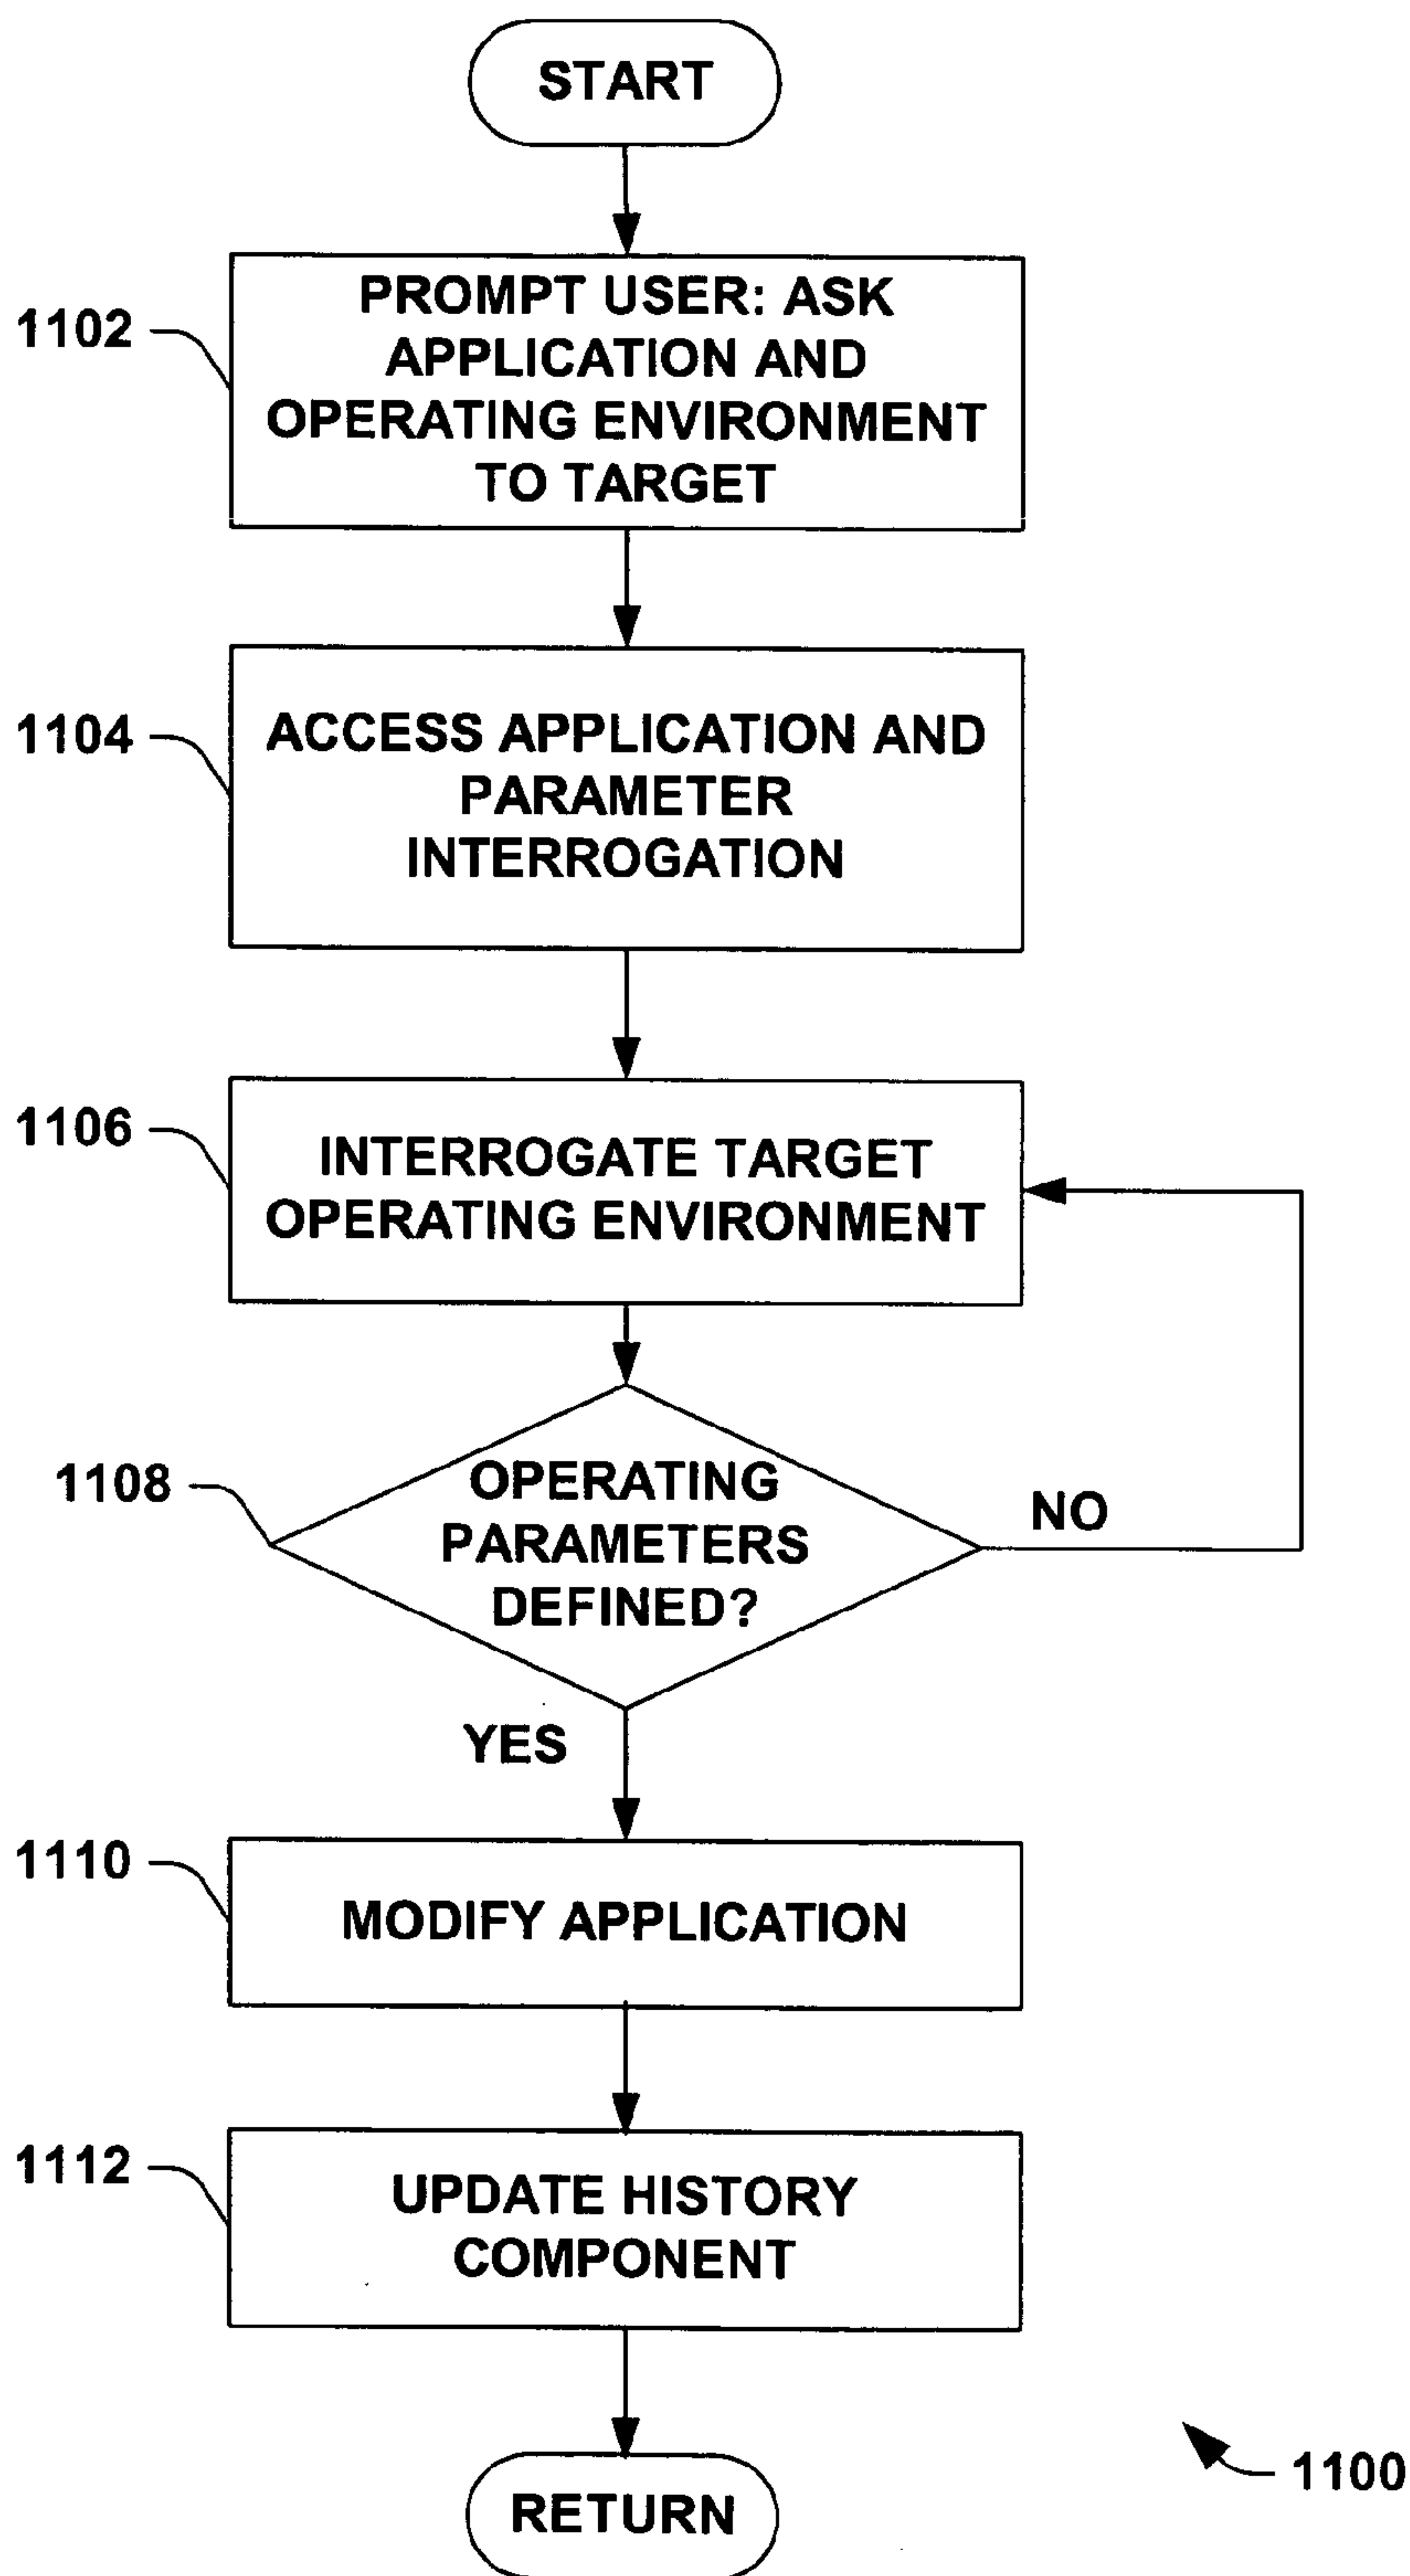 START
1102
PROMPT USER: ASK
APPLICATION AND
OPERATING ENVIRONMENT
TO TARGET
1104
ACCESS APPLICATION AND
PARAMETER
INTERROGATION
1106
INTERROGATE TARGET
OPERATING ENVIRONMENT
1108
OPERATING
PARAMETERS
DEFINED?
NO
YES
1110
MODIFY APPLICATION
1112
UPDATE HISTORY
COMPONENT
RETURN
1100